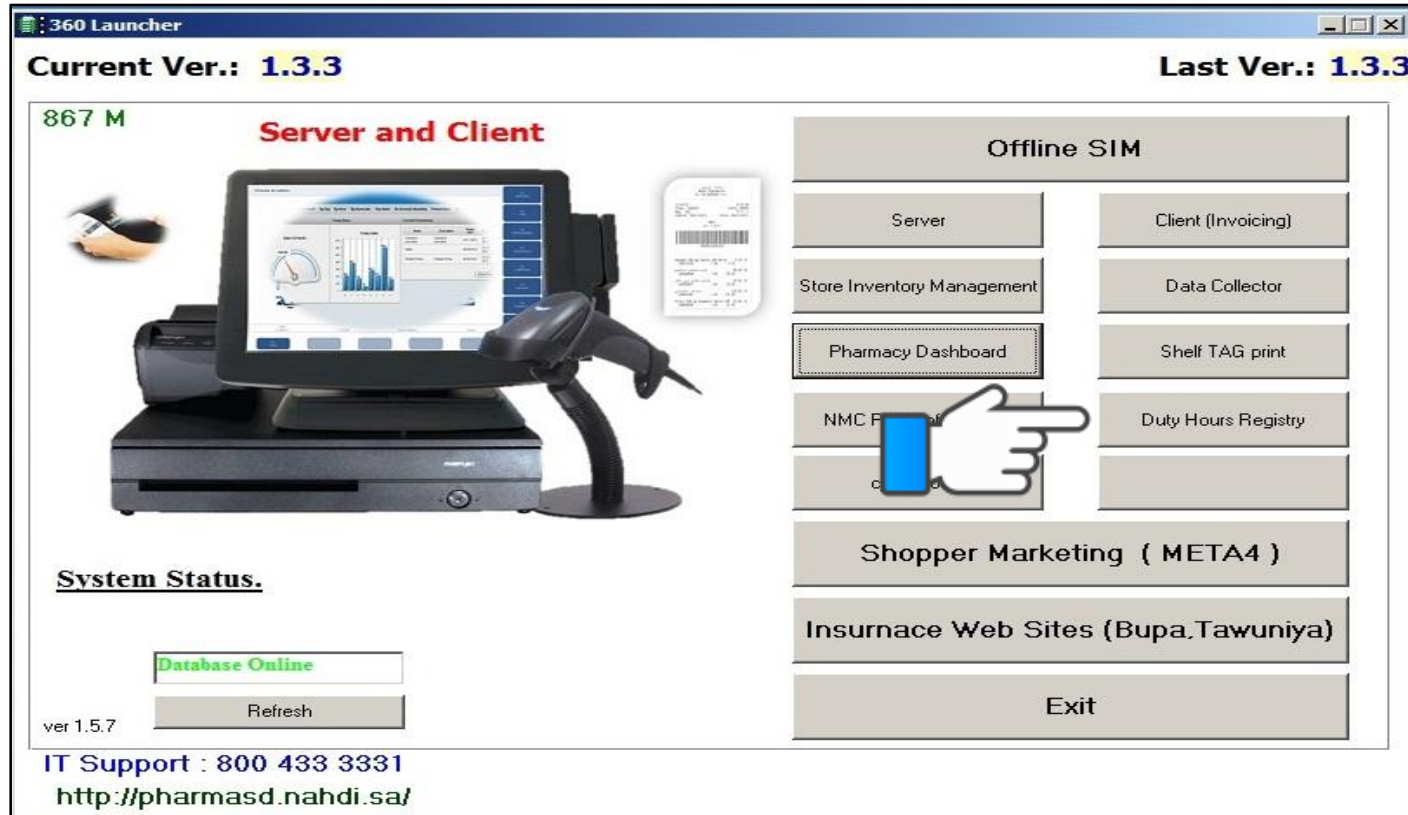 360 Launcher
Current Ver.: 1.3.3
Last Ver.: 1.3.3
867 M
Server and Client
Offline SIM
Server
Client (Invoicing)
Store Inventory Management
Data Collector
Pharmacy Dashboard
Shelf TAG print
NMC
Duty Hours Registry
Shopper Marketing ( META4 )
System Status.
Insurnace Web Sites (Bupa,Tawuniya)
Database Online
Refresh
Exit
ver 1.5.7
IT Support : 800 433 3331
http://pharmasd.nahdi.sa/